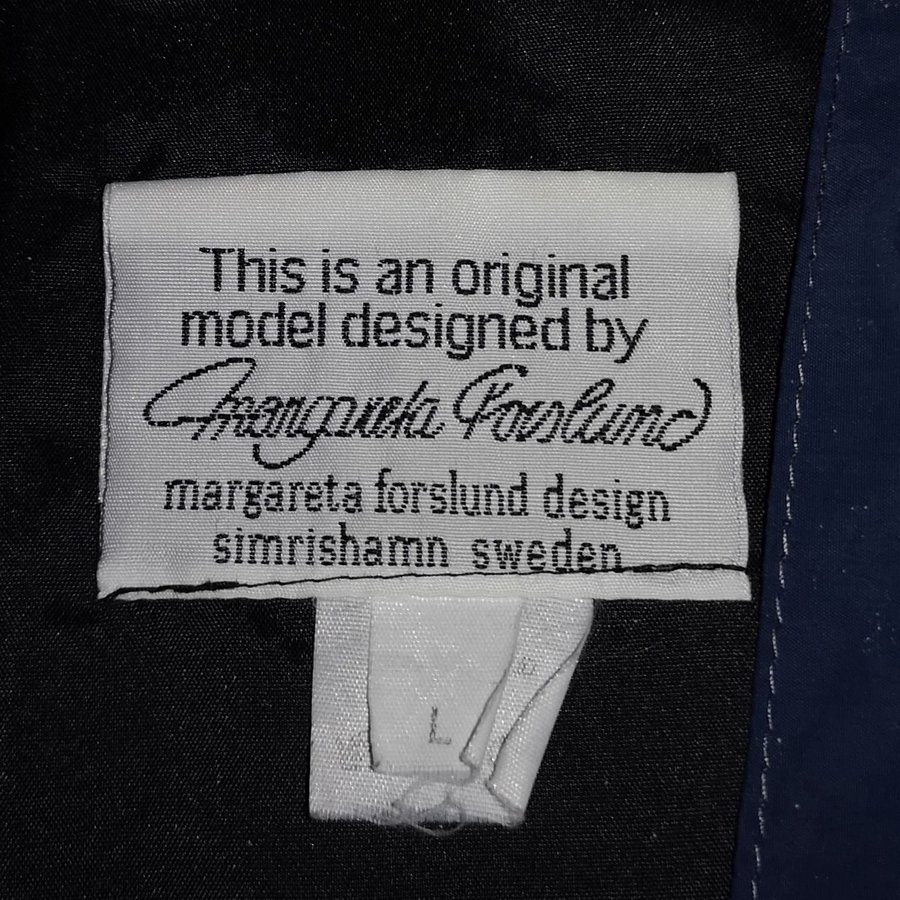 This is an original
model designed by
Margareta Forslund
margareta forslund design
simrishamn sweden
L